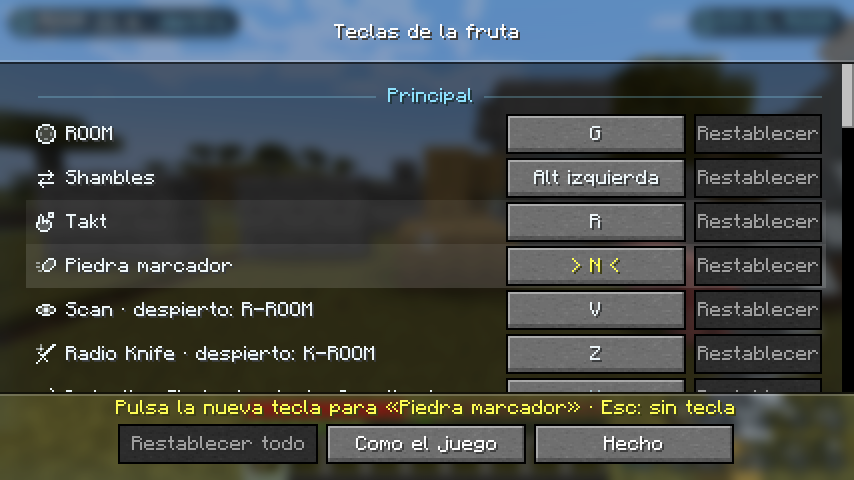 Teclas de la fruta
Principal
ROOM G Restablecer
Shambles Alt izquierda Restablecer
Takt R Restablecer
Piedra marcador > N < Restablecer
Scan · despierto: R-ROOM V Restablecer
Radio Knife · despierto: K-ROOM Z Restablecer
Pulsa la nueva tecla para «Piedra marcador» · Esc: sin tecla
Restablecer todo Como el juego Hecho